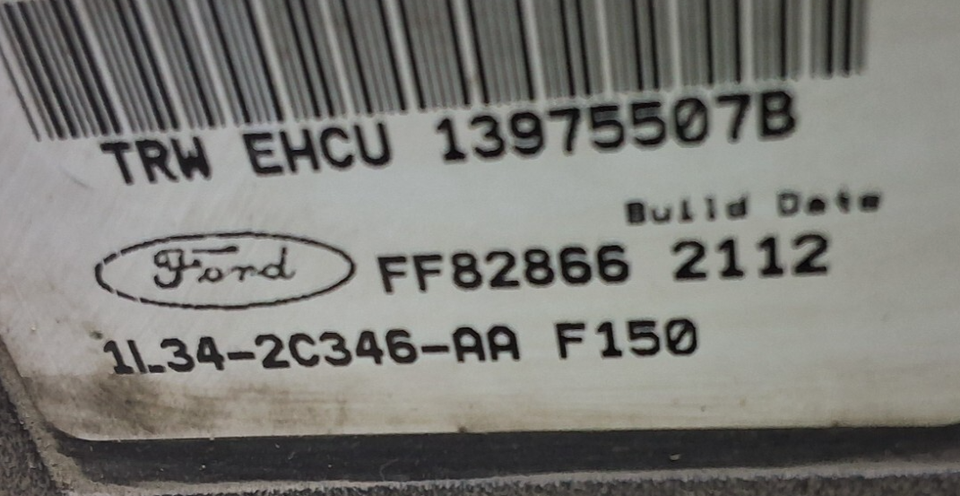 TRW EHCU 13975507B
Build Date
Ford FF82866 2112
1L34-2C346-AA F150